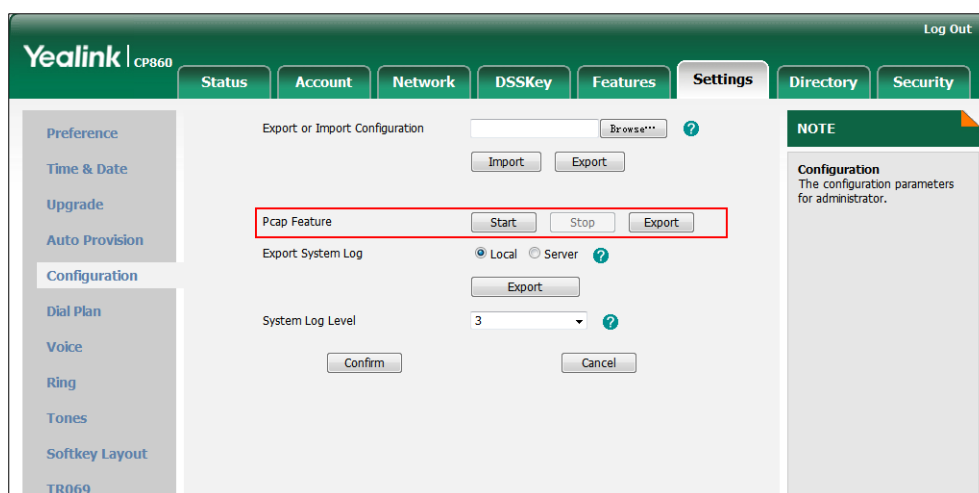 Log Out
Yealink | CP860
Status Account Network DSSKey Features Settings Directory Security
Preference
Time & Date
Upgrade
Auto Provision
Configuration
Dial Plan
Voice
Ring
Tones
Softkey Layout
TR069
Export or Import Configuration Browse... ?
Import Export
Pcap Feature Start Stop Export
Export System Log Local Server ?
Export
System Log Level 3 ?
Confirm Cancel
NOTE
Configuration
The configuration parameters
for administrator.